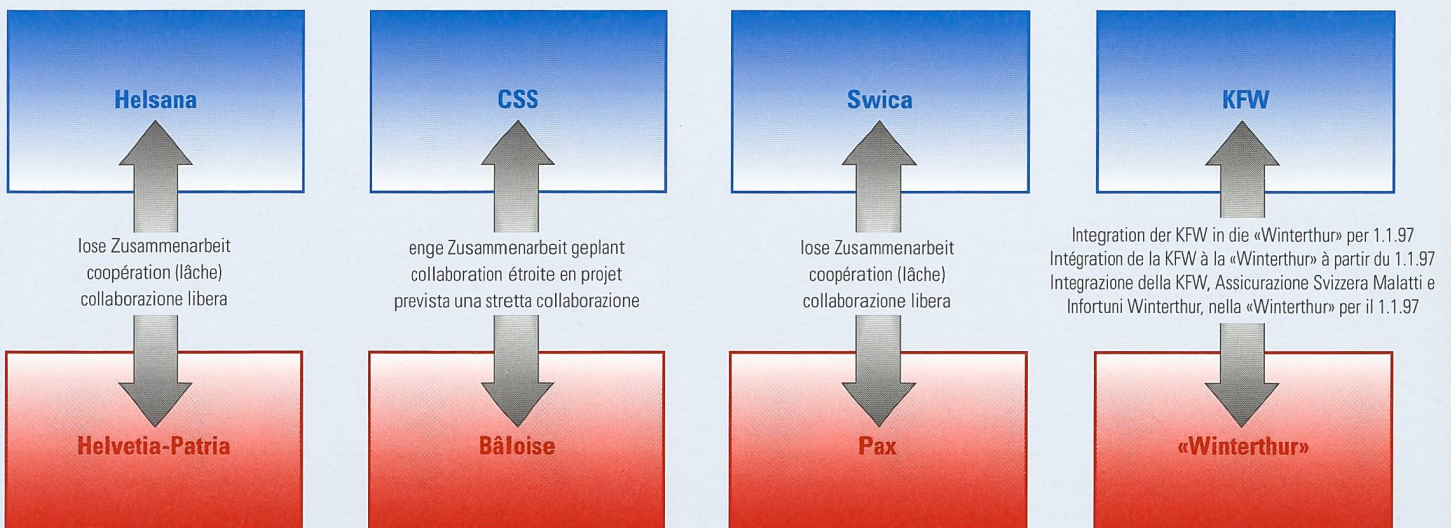 Helsana
lose Zusammenarbeit
coopération (lâche)
collaborazione libera
Helvetia-Patria
CSS
enge Zusammenarbeit geplant
collaboration étroite en projet
prevista una stretta collaborazione
Bâloise
Swica
lose Zusammenarbeit
coopération (lâche)
collaborazione libera
Pax
KFW
Integration der KFW in die «Winterthur» per 1.1.97
Intégration de la KFW à la «Winterthur» à partir du 1.1.97
Integrazione della KFW, Assicurazione Svizzera Malatti e
Infortuni Winterthur, nella «Winterthur» per il 1.1.97
«Winterthur»